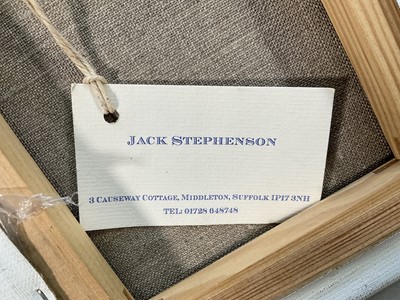 JACK STEPHENSON
3 CAUSEWAY COTTAGE, MIDDLETON, SUFFOLK IP17 3NH
TEL: 01728 648748